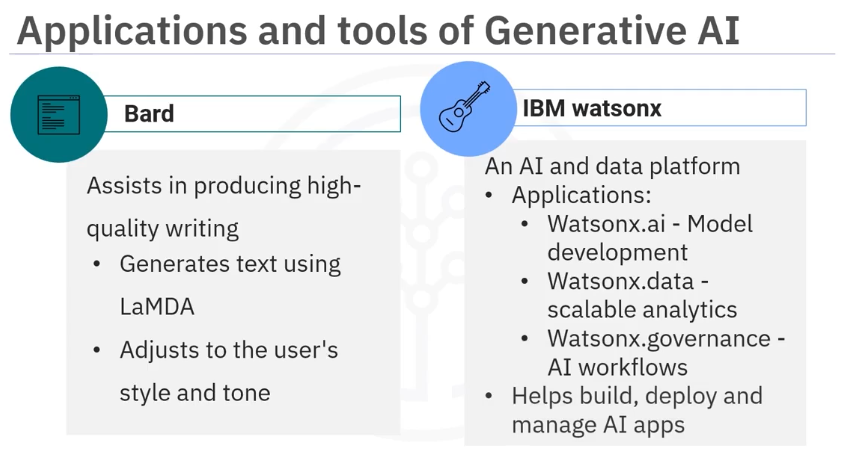 Applications and tools of Generative AI
Bard
Assists in producing high-
quality writing
• Generates text using
LaMDA
• Adjusts to the user's
style and tone
IBM watsonx
An AI and data platform
• Applications:
• Watsonx.ai - Model
development
• Watsonx.data -
scalable analytics
• Watsonx.governance -
AI workflows
• Helps build, deploy and
manage AI apps